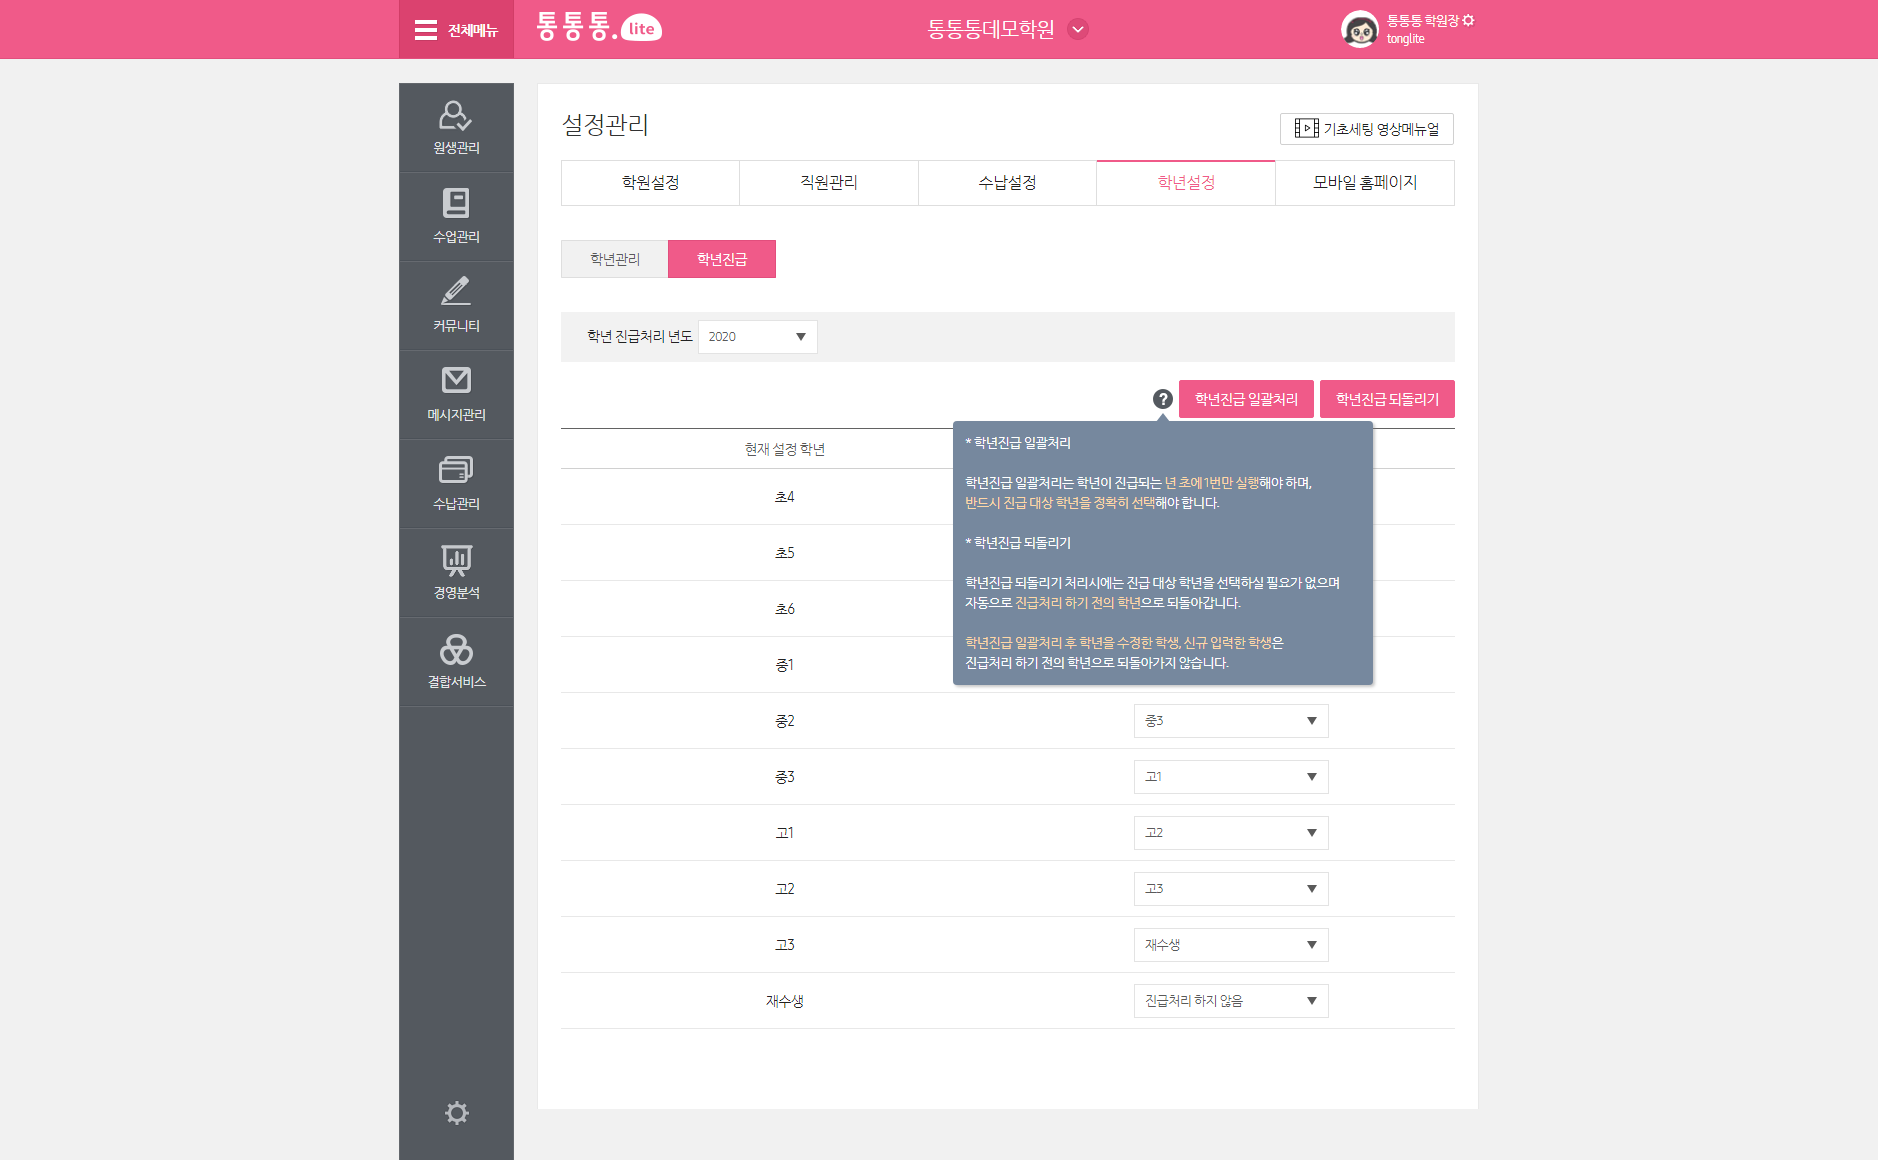 전체메뉴
통통통.lite
통통통데모학원
통통통 학원장
tonglite
원생관리
수업관리
커뮤니티
메시지관리
수납관리
경영분석
결합서비스
설정관리
기초세팅 영상메뉴얼
학원설정
직원관리
수납설정
학년설정
모바일 홈페이지
학년관리
학년진급
학년 진급처리 년도
2020
?
학년진급 일괄처리
학년진급 되돌리기
현재 설정 학년
* 학년진급 일괄처리
학년진급 일괄처리는 학년이 진급되는 년 초에 1번만 실행해야 하며,
반드시 진급 대상 학년을 정확히 선택해야 합니다.
* 학년진급 되돌리기
학년진급 되돌리기 처리시에는 진급 대상 학년을 선택하실 필요가 없으며
자동으로 진급처리 하기 전의 학년으로 되돌아갑니다.
학년진급 일괄처리 후 학년을 수정한 학생, 신규 입력한 학생은
진급처리 하기 전의 학년으로 되돌아가지 않습니다.
초4
초5
초6
중1
중2
중3
중3
고1
고1
고2
고2
고3
고3
재수생
재수생
진급처리 하지 않음